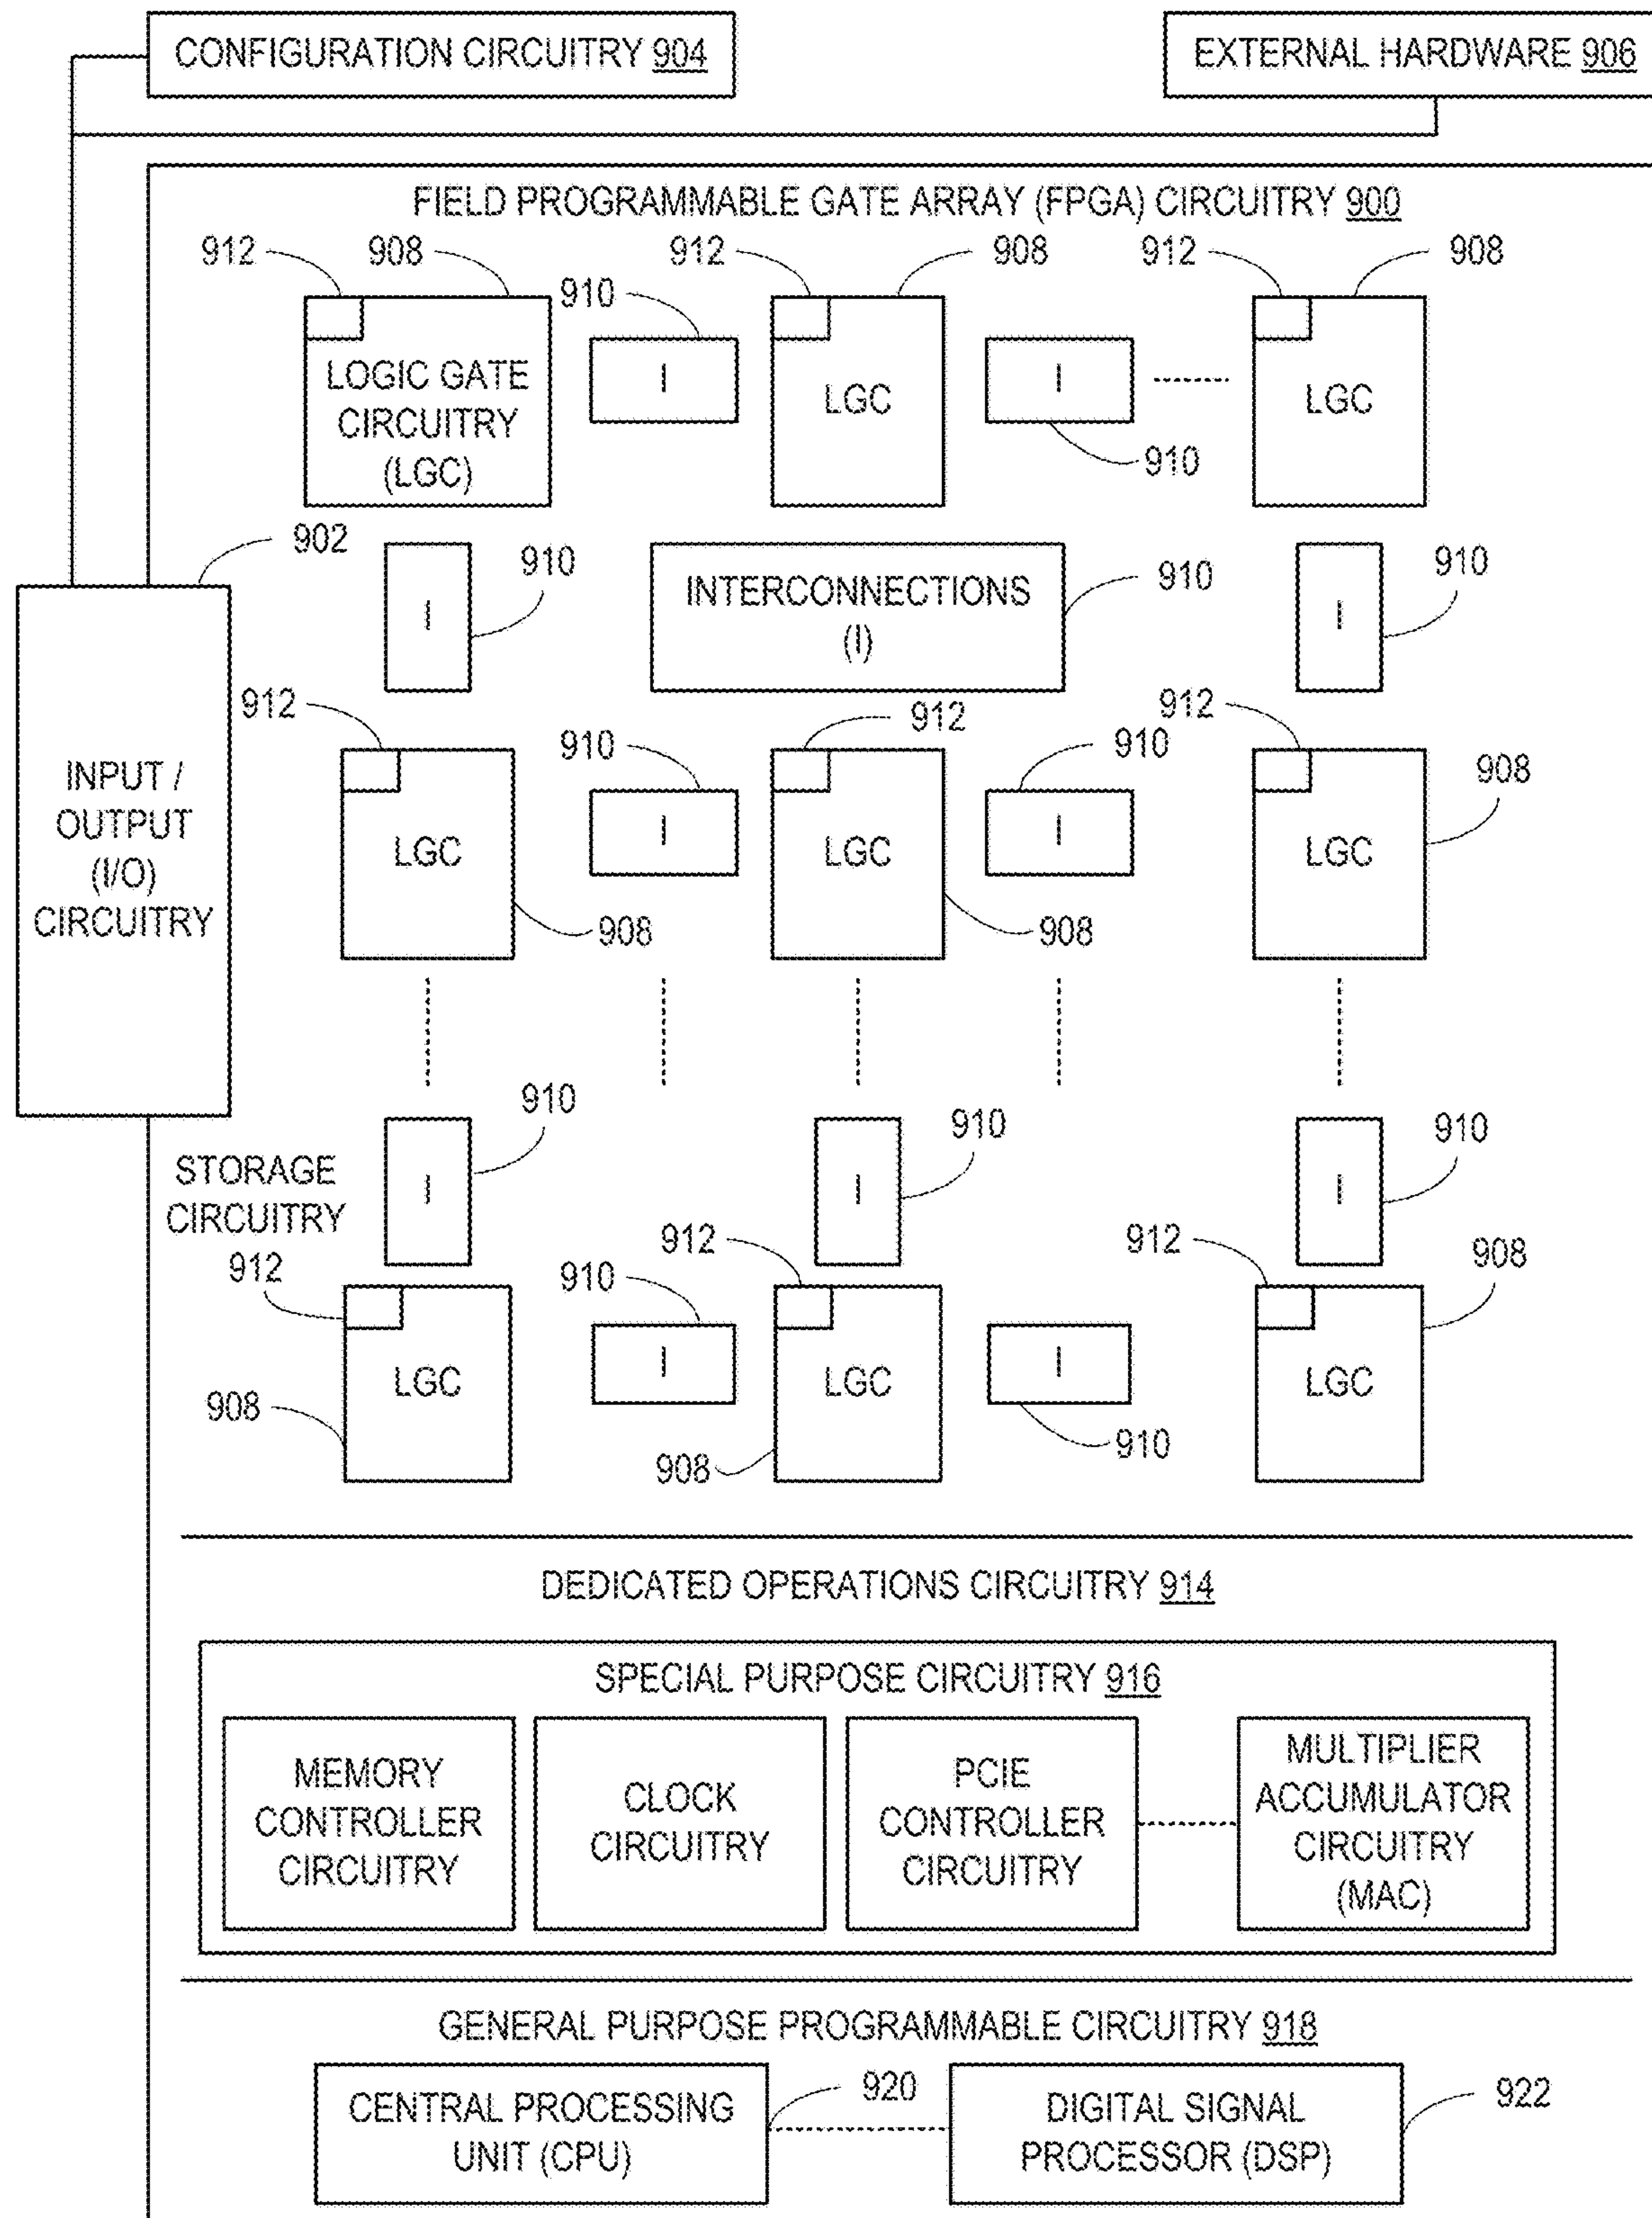 CONFIGURATION CIRCUITRY 904
EXTERNAL HARDWARE 906
FIELD PROGRAMMABLE GATE ARRAY (FPGA) CIRCUITRY 900
912
908
912
908
912
908
910
LOGIC GATE
CIRCUITRY
(LGC)
I
LGC
I
910
LGC
902
910
I
INTERCONNECTIONS
(I)
910
910
I
INPUT /
OUTPUT
(I/O)
CIRCUITRY
912
LGC
908
910
I
912
LGC
908
910
I
912
LGC
908
910
I
910
I
910
I
STORAGE
CIRCUITRY
912
LGC
908
910
I
912
LGC
908
I
910
912
LGC
908
DEDICATED OPERATIONS CIRCUITRY 914
SPECIAL PURPOSE CIRCUITRY 916
MEMORY
CONTROLLER
CIRCUITRY
CLOCK
CIRCUITRY
PCIE
CONTROLLER
CIRCUITRY
MULTIPLIER
ACCUMULATOR
CIRCUITRY
(MAC)
GENERAL PURPOSE PROGRAMMABLE CIRCUITRY 918
CENTRAL PROCESSING
UNIT (CPU)
920
DIGITAL SIGNAL
PROCESSOR (DSP)
922